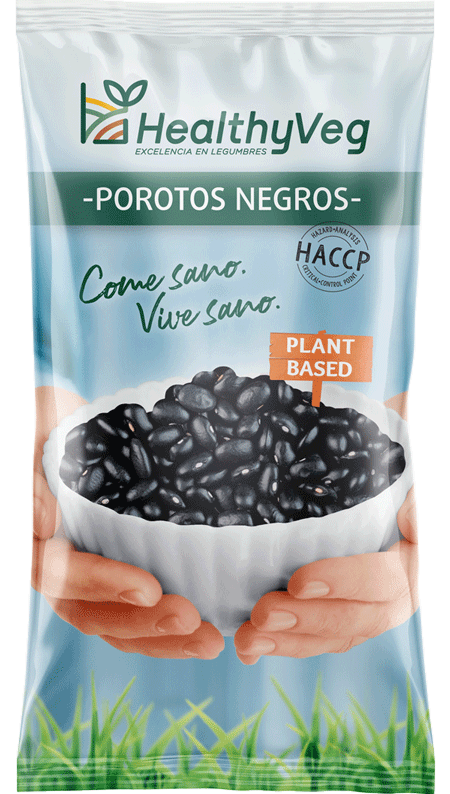 HealthyVeg
EXCELENCIA EN LEGUMBRES
-POROTOS NEGROS-
HAZARD•ANALYSIS
HACCP
CRITICAL•CONTROL POINT
Come sano.
Vive sano.
PLANT
BASED